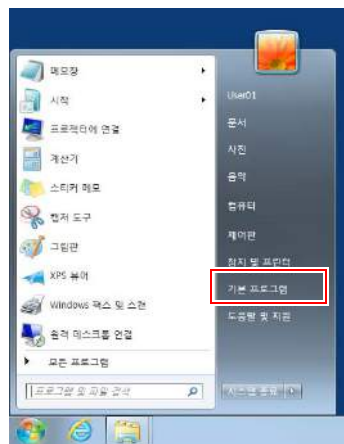 메모장
시작
프로젝터에 연결
계산기
스티커 메모
캡처 도구
그림판
XPS 뷰어
Windows 팩스 및 스캔
원격 데스크톱 연결
모든 프로그램
프로그램 및 파일 검색
User01
문서
사진
음악
컴퓨터
제어판
장치 및 프린터
기본 프로그램
도움말 및 지원
시스템 종료